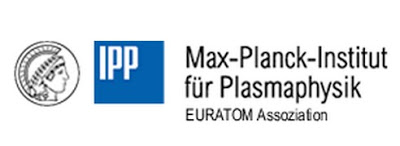 IPP
Max-Planck-Institut
für Plasmaphysik
EURATOM Assoziation